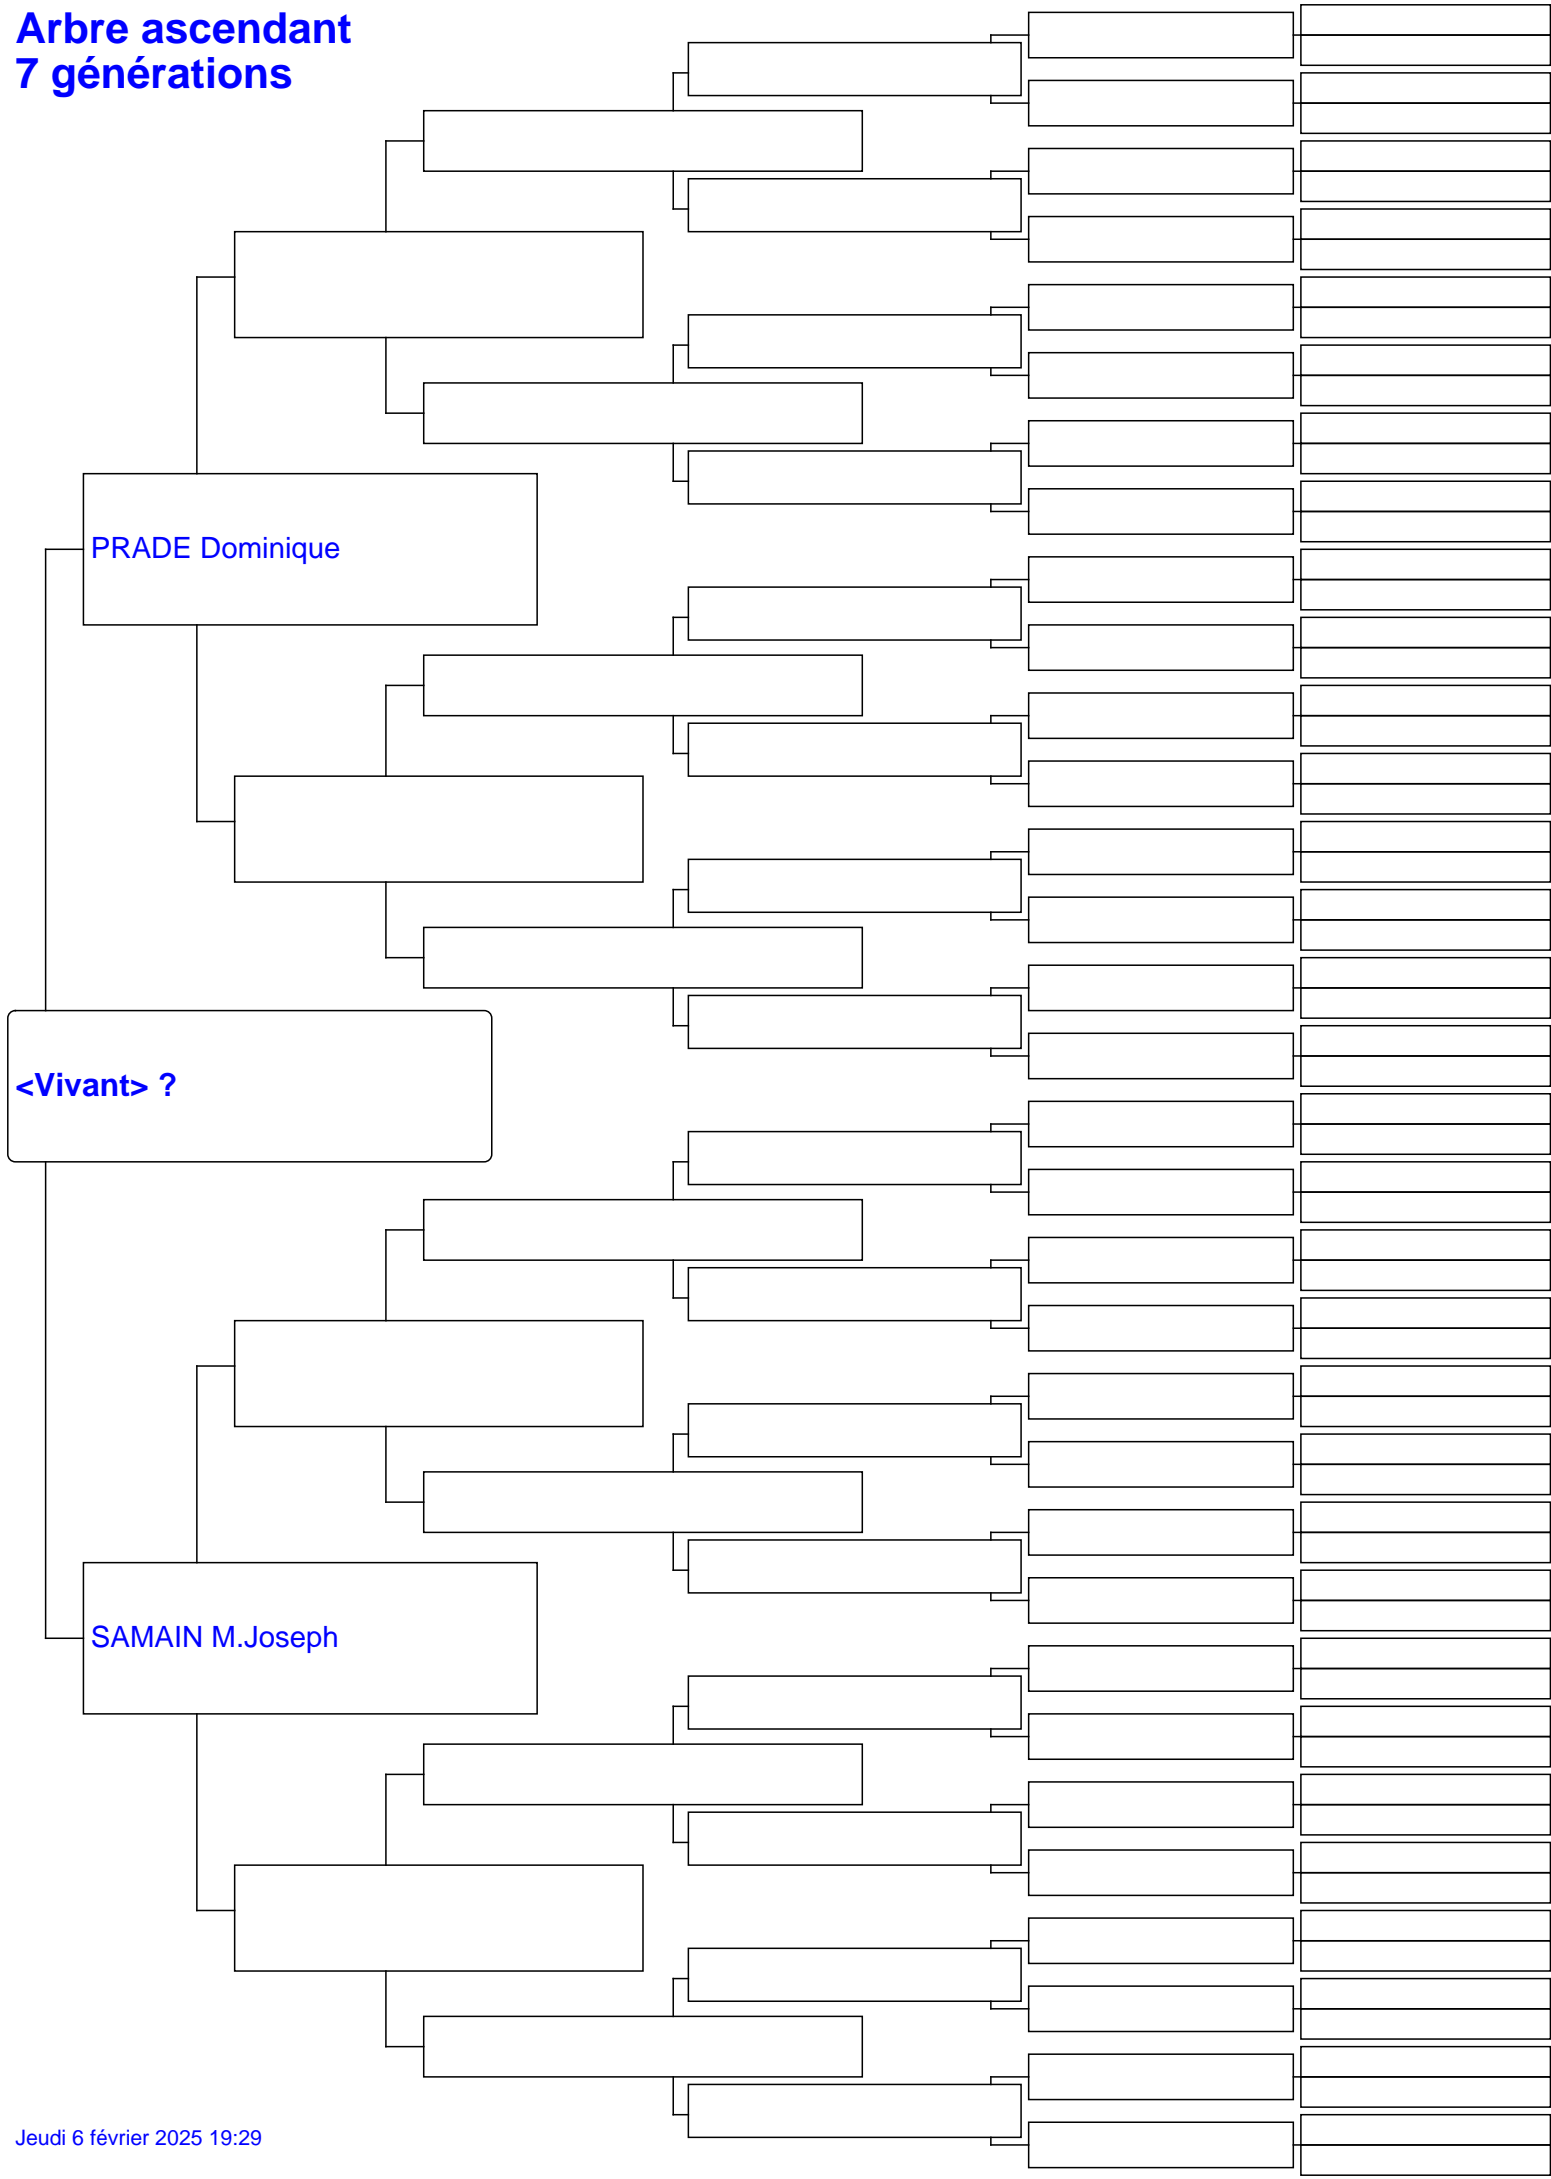 Arbre ascendant
7 générations
PRADE Dominique
<Vivant> ?
SAMAIN M.Joseph
Jeudi 6 février 2025 19:29